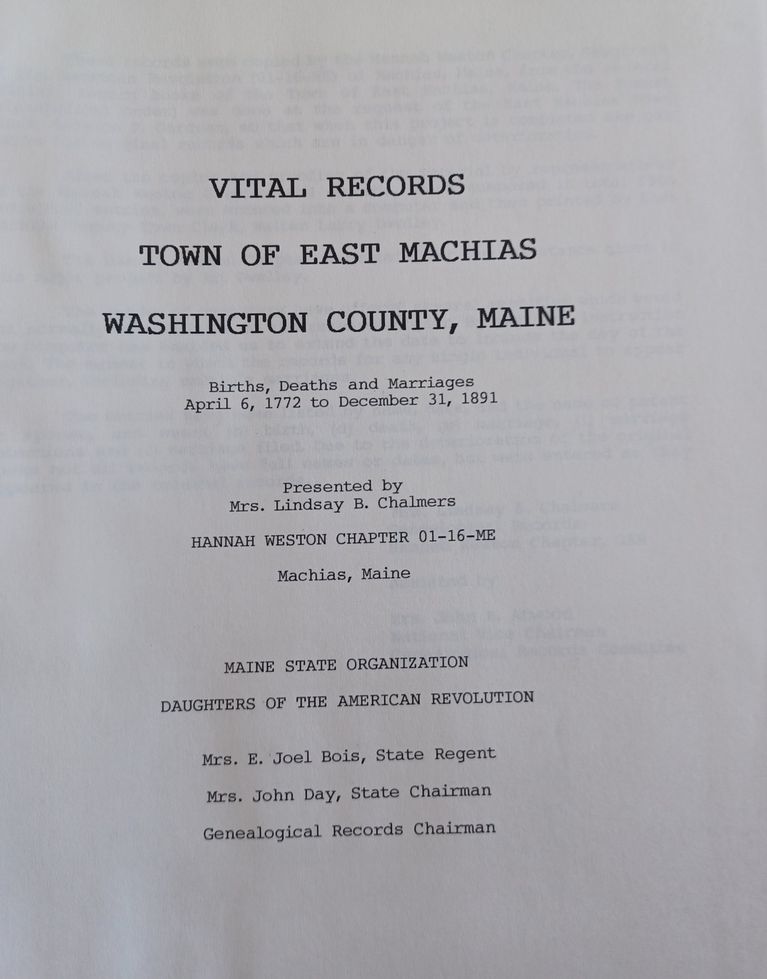 VITAL RECORDS
TOWN OF EAST MACHIAS
WASHINGTON COUNTY, MAINE
Births, Deaths and Marriages
April 6, 1772 to December 31, 1891
Presented by
Mrs. Lindsay B. Chalmers
HANNAH WESTON CHAPTER 01-16-ME
Machias, Maine
MAINE STATE ORGANIZATION
DAUGHTERS OF THE AMERICAN REVOLUTION
Mrs. E. Joel Bois, State Regent
Mrs. John Day, State Chairman
Genealogical Records Chairman